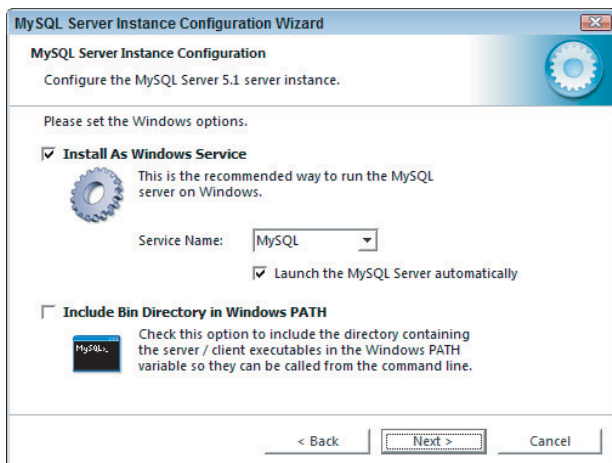 MySQL Server Instance Configuration Wizard
MySQL Server Instance Configuration
Configure the MySQL Server 5.1 server instance.
Please set the Windows options.
Install As Windows Service
This is the recommended way to run the MySQL
server on Windows.
Service Name: MySQL
Launch the MySQL Server automatically
Include Bin Directory in Windows PATH
MySQL>_
Check this option to include the directory containing
the server / client executables in the Windows PATH
variable so they can be called from the command line.
< Back Next > Cancel